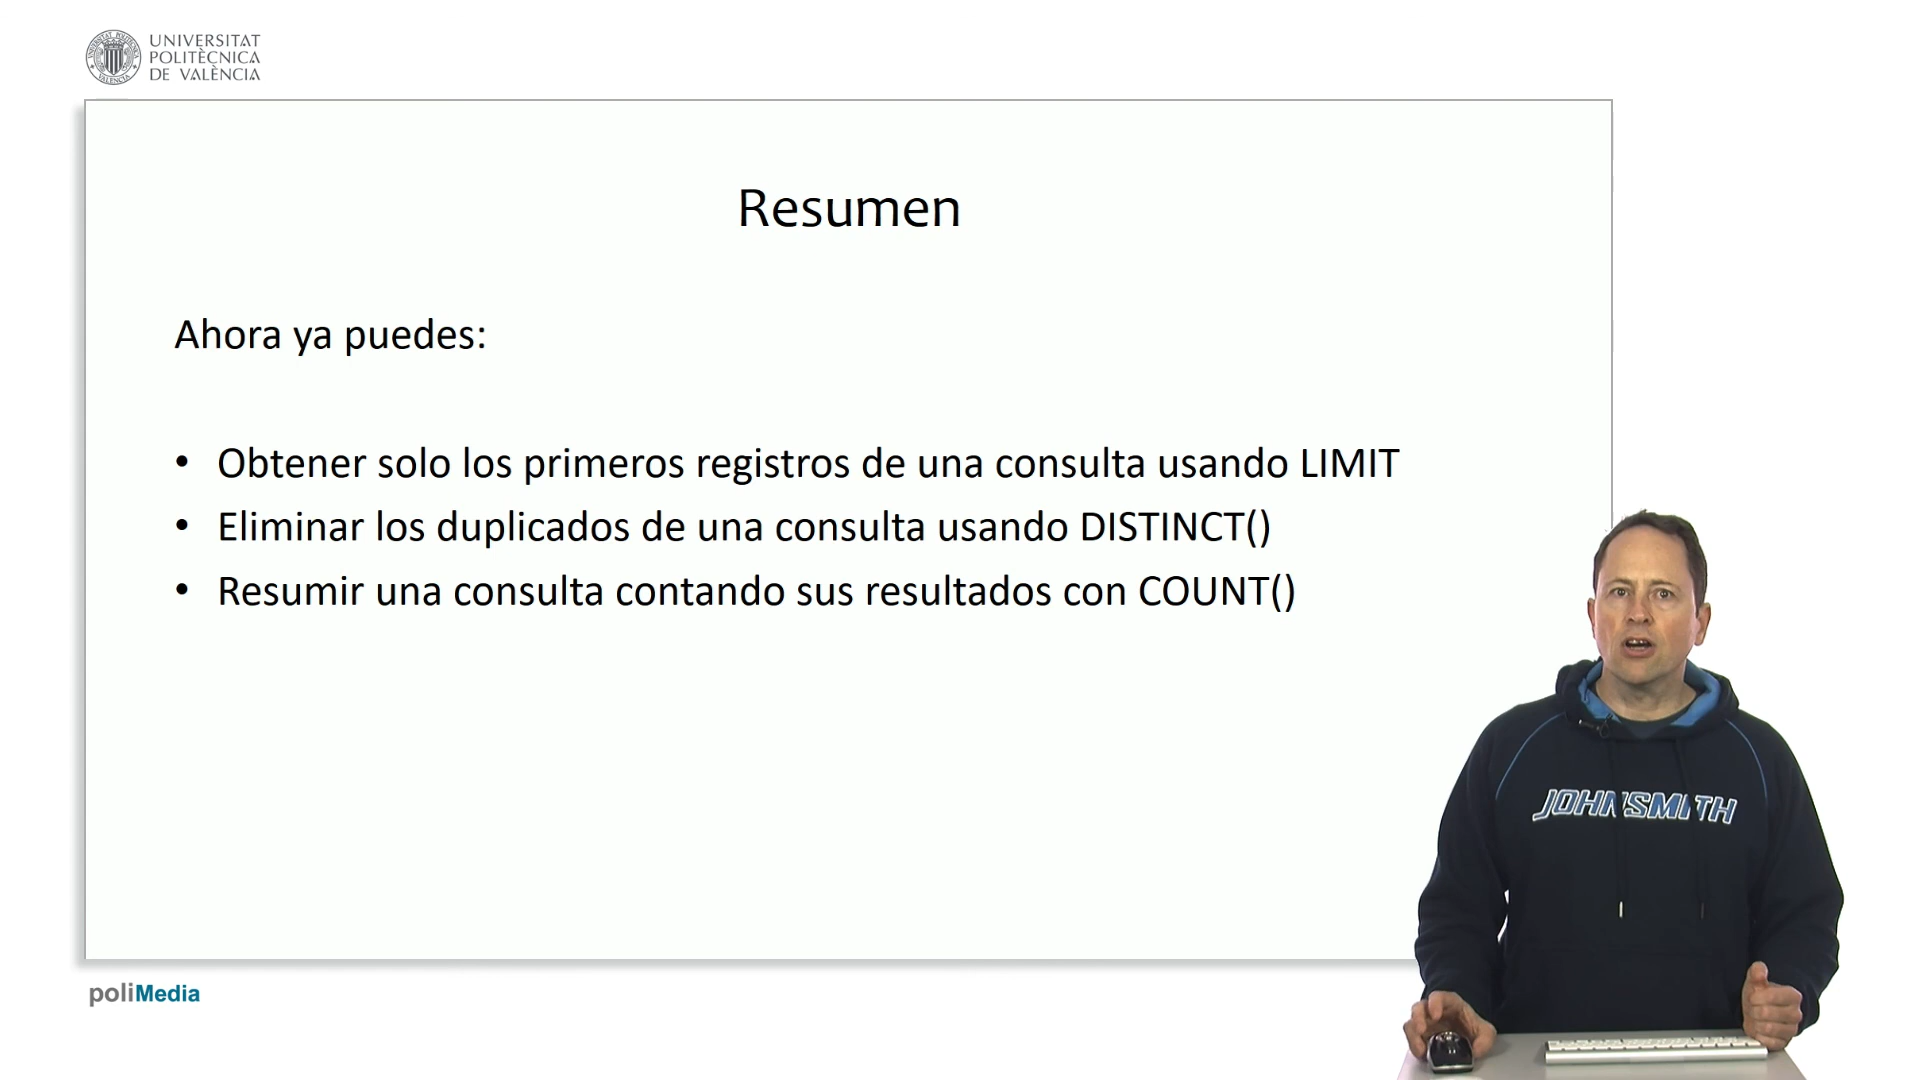 UNIVERSITAT
POLITÈCNICA
DE VALÈNCIA
Resumen
Ahora ya puedes:
• Obtener solo los primeros registros de una consulta usando LIMIT
• Eliminar los duplicados de una consulta usando DISTINCT()
• Resumir una consulta contando sus resultados con COUNT()
JOHNSMITH
poliMedia